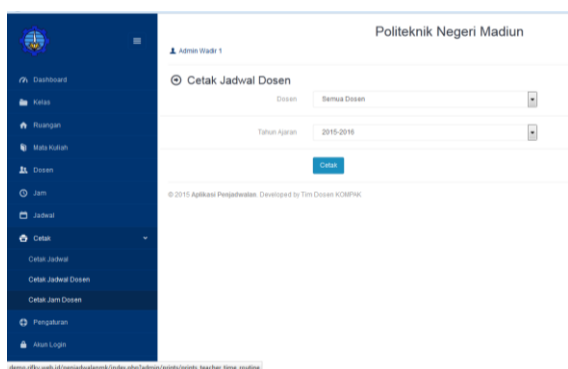 Politeknik Negeri Madiun
Admin Wadir 1
Dashboard
Kelas
Ruangan
Mata Kuliah
Dosen
Jam
Jadwal
Cetak
Cetak Jadwal
Cetak Jadwal Dosen
Cetak Jam Dosen
Pengaturan
Akun Login
Cetak Jadwal Dosen
Dosen Semua Dosen
Tahun Ajaran 2015-2016
Cetak
© 2015 Aplikasi Penjadwalan. Developed by Tim Dosen KOMPAK